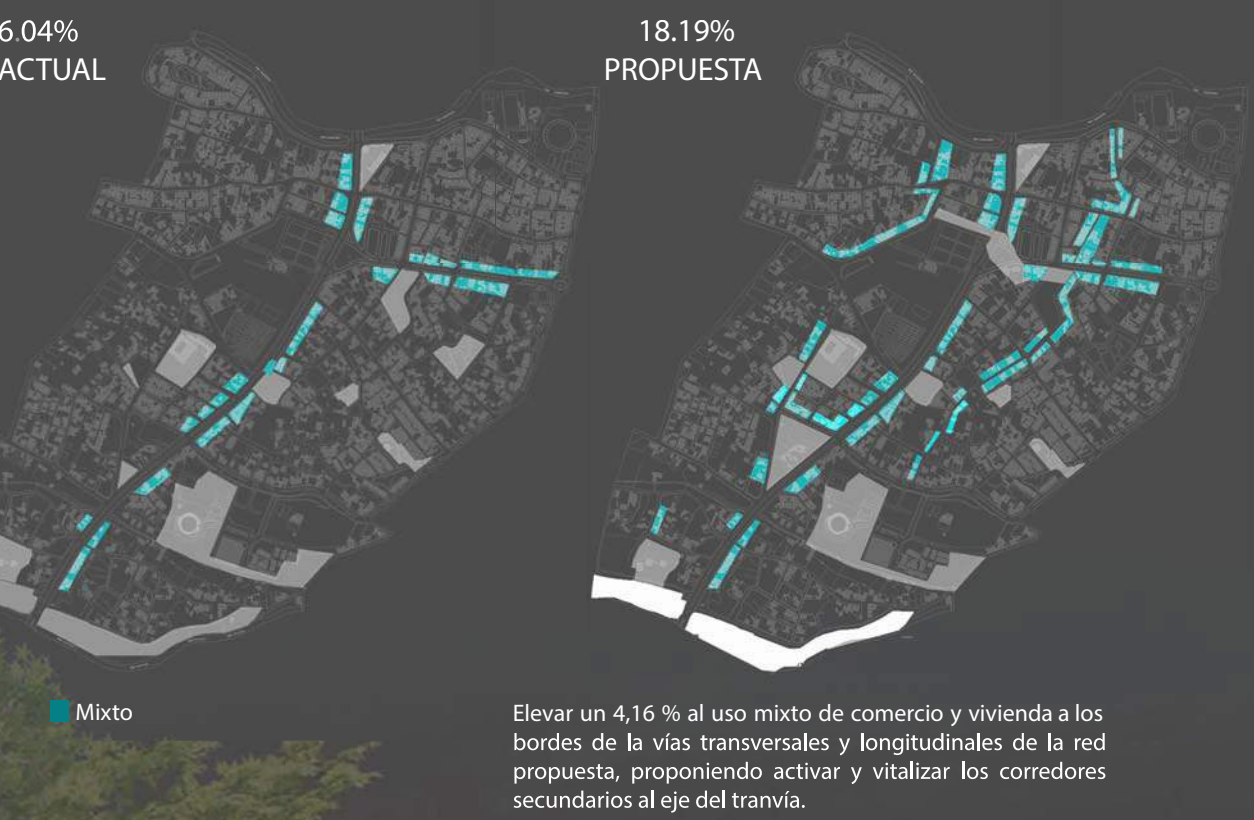 6.04%
ACTUAL
18.19%
PROPUESTA
Mixto
Elevar un 4,16 % al uso mixto de comercio y vivienda a los
bordes de la vías transversales y longitudinales de la red
propuesta, proponiendo activar y vitalizar los corredores
secundarios al eje del tranvía.